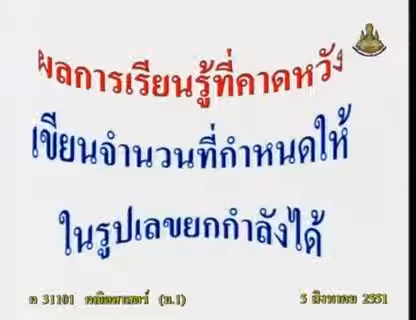 ผลการเรียนรู้ที่คาดหวัง
เขียนจำนวนที่กำหนดให้
ในรูปเลขยกกำลังได้
ค 31101 คณิตศาสตร์ (ม.1) 5 สิงหาคม 2551